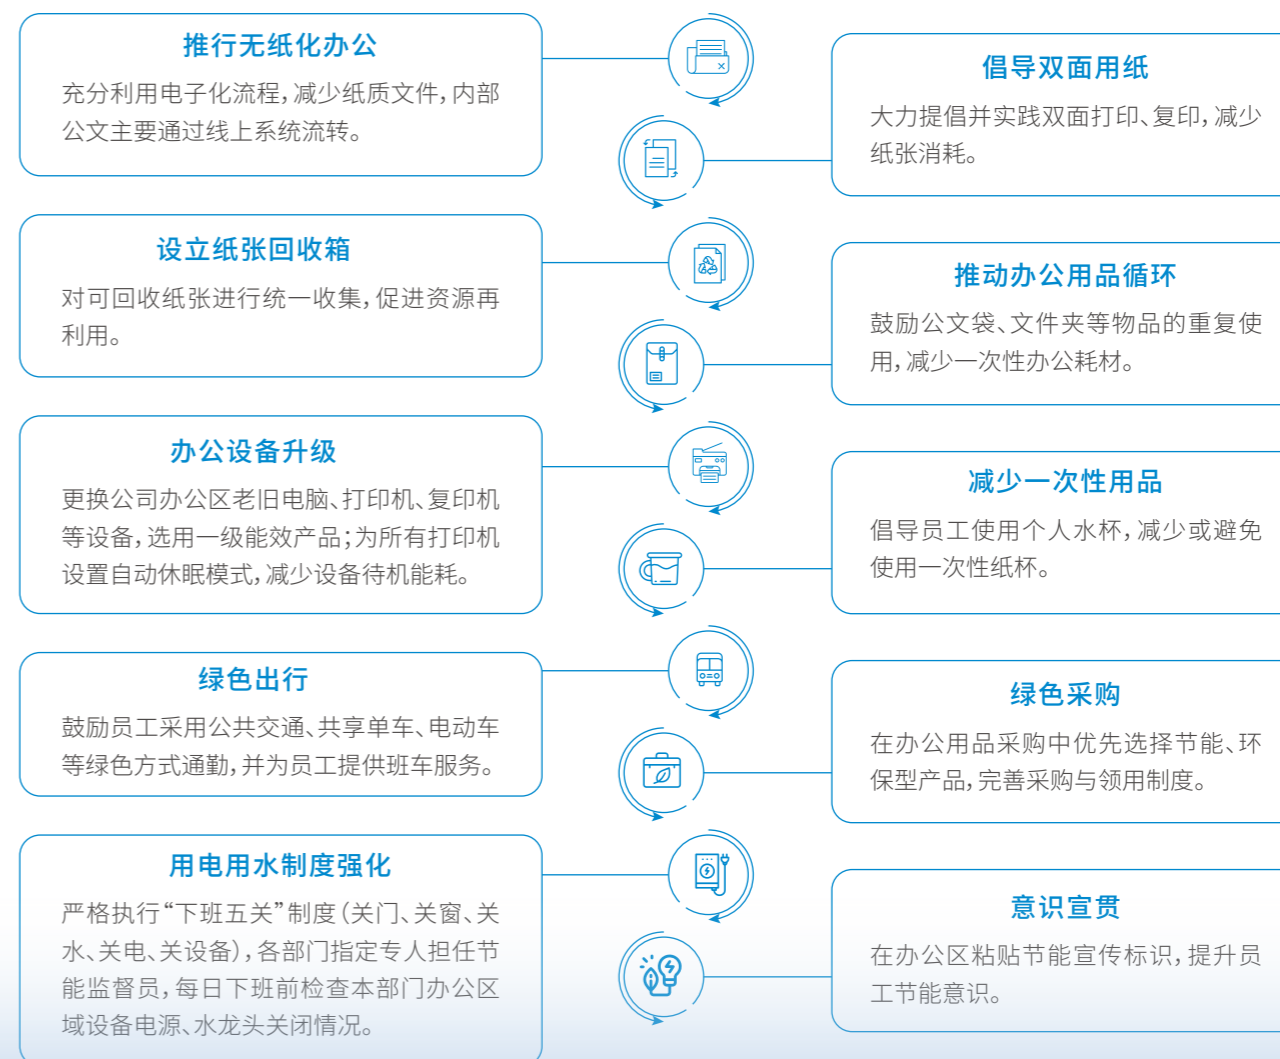 推行无纸化办公
充分利用电子化流程，减少纸质文件，内部
公文主要通过线上系统流转。
倡导双面用纸
大力提倡并实践双面打印、复印，减少
纸张消耗。
设立纸张回收箱
对可回收纸张进行统一收集，促进资源再
利用。
推动办公用品循环
鼓励公文袋、文件夹等物品的重复使
用，减少一次性办公耗材。
办公设备升级
更换公司办公区老旧电脑、打印机、复印机
等设备，选用一级能效产品；为所有打印机
设置自动休眠模式，减少设备待机能耗。
减少一次性用品
倡导员工使用个人水杯，减少或避免
使用一次性纸杯。
绿色出行
鼓励员工采用公共交通、共享单车、电动车
等绿色方式通勤，并为员工提供班车服务。
绿色采购
在办公用品采购中优先选择节能、环
保型产品，完善采购与领用制度。
用电用水制度强化
严格执行“下班五关”制度（关门、关窗、关
水、关电、关设备），各部门指定专人担任节
能监督员，每日下班前检查本部门办公区
域设备电源、水龙头关闭情况。
意识宣贯
在办公区粘贴节能宣传标识，提升员
工节能意识。